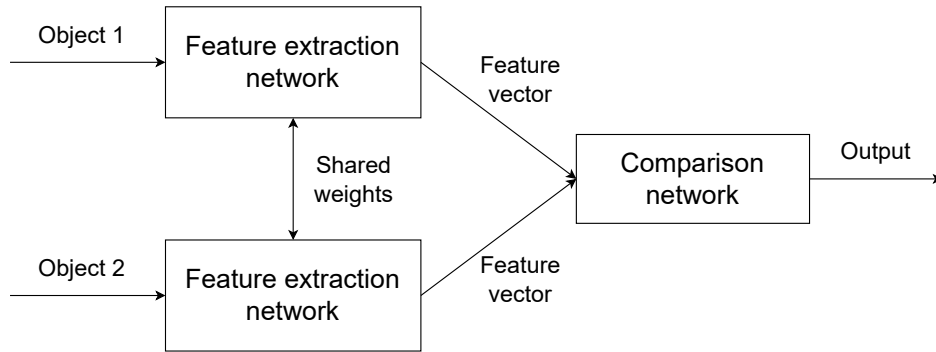 Object 1
Feature extraction
network
Feature
vector
Shared
weights
Comparison
network
Output
Object 2
Feature extraction
network
Feature
vector